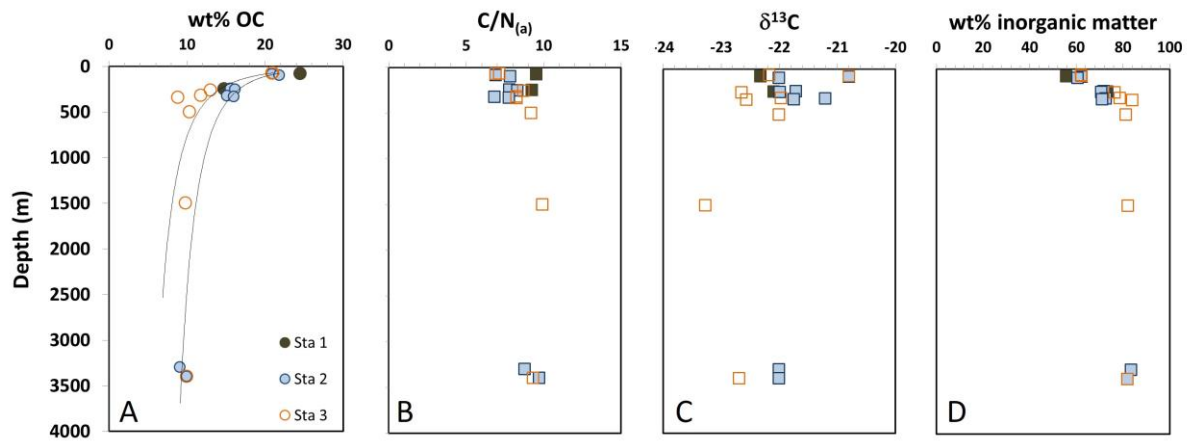 wt% OC
C/N(a)
δ13C
wt% inorganic matter
0 10 20 30
0 5 10 15
-24 -23 -22 -21 -20
0 20 40 60 80 100
Depth (m)
0
500
1000
1500
2000
2500
3000
3500
4000
Sta 1
Sta 2
Sta 3
A
B
C
D